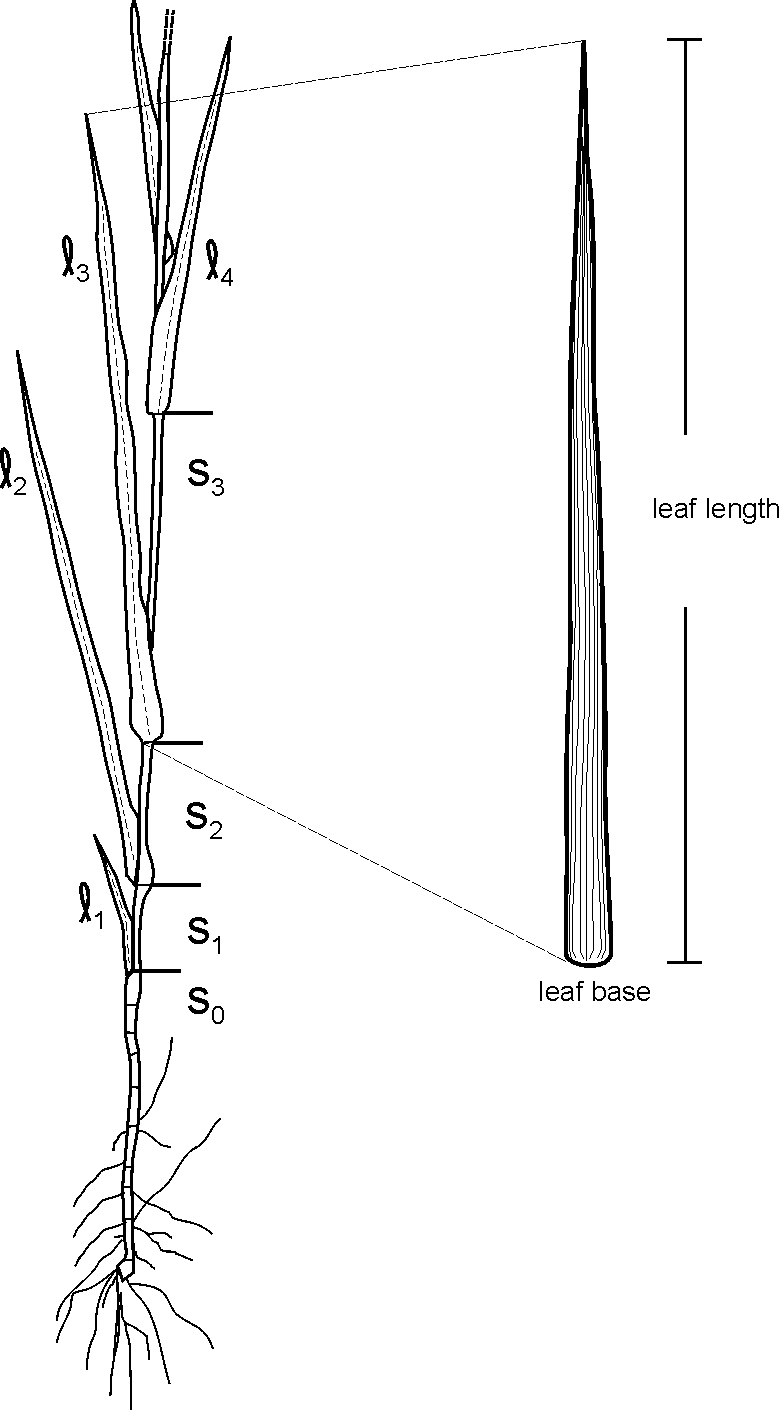 ℓ3
ℓ4
ℓ2
S3
leaf length
S2
ℓ1
S1
leaf base
S0